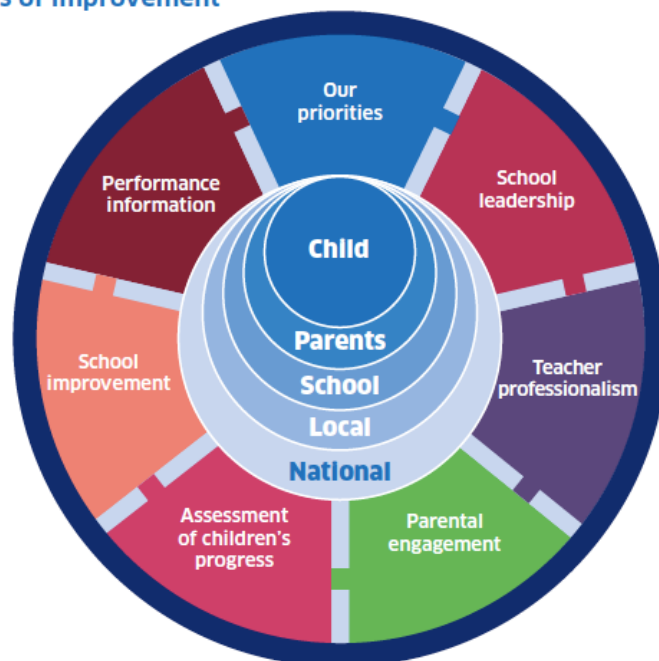 of improvement
Our
priorities
School
leadership
Teacher
professionalism
Parental
engagement
Assessment
of children's
progress
School
improvement
Performance
information
Child
Parents
School
Local
National